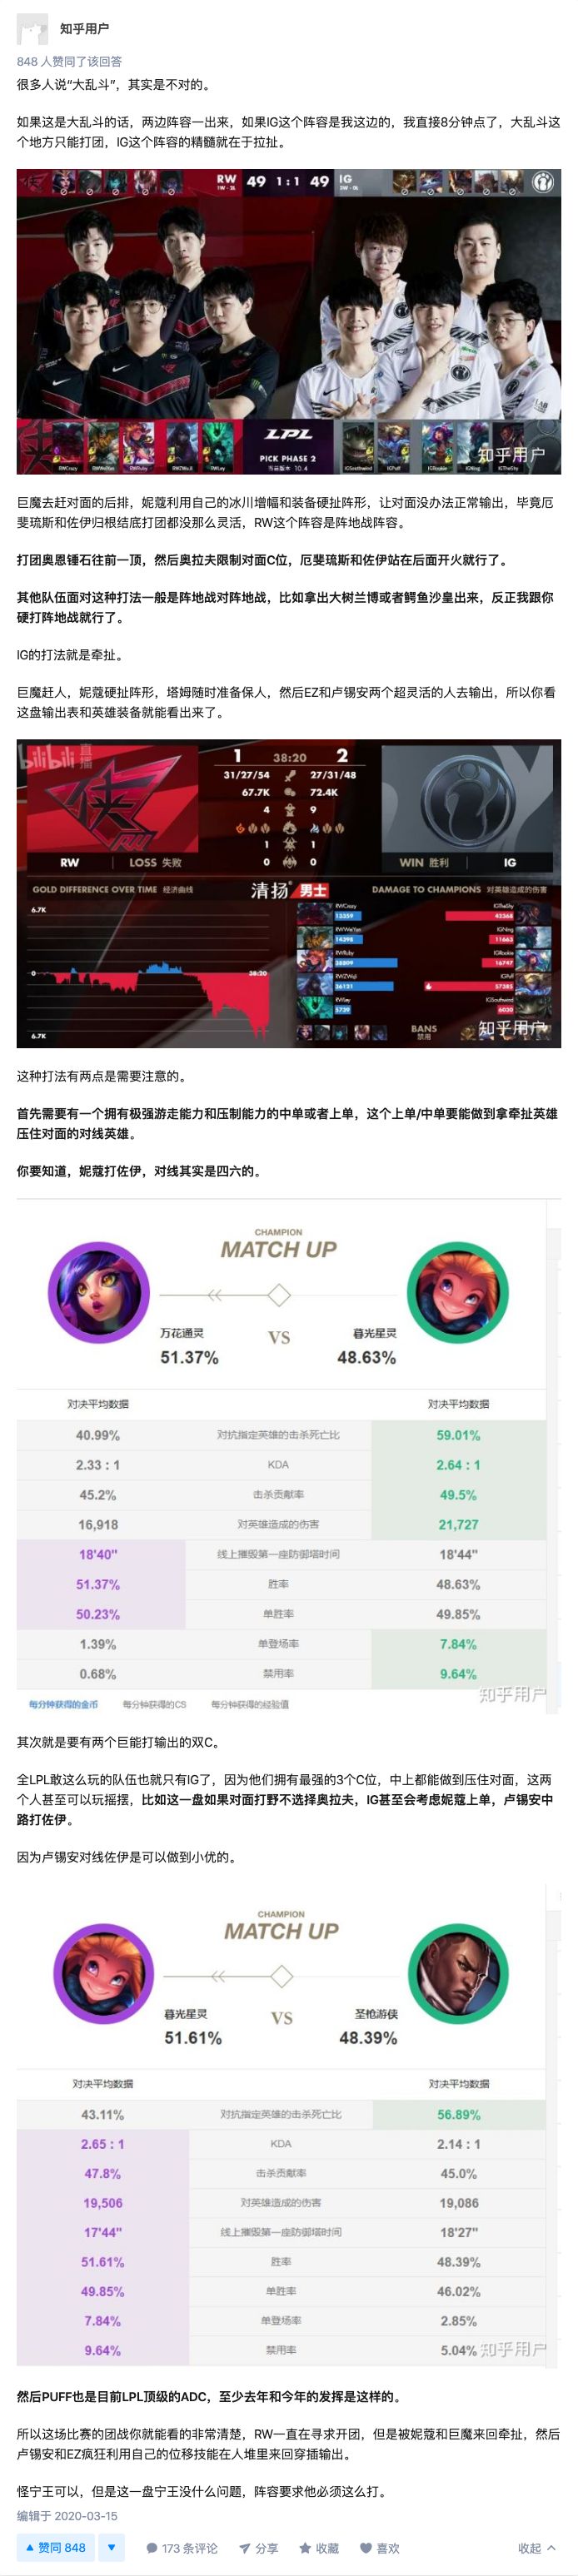 知乎用户
848 人赞同了该回答
很多人说“大乱斗”，其实是不对的。
如果这是大乱斗的话，两边阵容一出来，如果IG这个阵容是我这边的，我直接8分钟点了，大乱斗这
个地方只能打团，IG这个阵容的精髓就在于拉扯。
RW 49 1:1 49 IG
1W - 3L
LPL
PICK PHASE 2
当前版本: 10.4
RWCrazy RWWeiYan RWRuby RWZWuji RWLey
IGSouthwind IGPuff IGRookie IGNing IGTheShy
知乎用户
巨魔去赶对面的后排，妮蔻利用自己的冰川增幅和装备硬扯阵形，让对面没办法正常输出，毕竟厄
斐琉斯和佐伊归根结底打团都没那么灵活，RW这个阵容是阵地战阵容。
打团奥恩锤石往前一顶，然后奥拉夫限制对面C位，厄斐琉斯和佐伊站在后面开火就行了。
其他队伍面对这种打法一般是阵地战对阵地战，比如拿出大树兰博或者鳄鱼沙皇出来，反正我跟你
硬打阵地战就行了。
IG的打法就是牵扯。
巨魔赶人，妮蔻硬扯阵形，塔姆随时准备保人，然后EZ和卢锡安两个超灵活的人去输出，所以你看
这盘输出表和英雄装备就能看出来了。
bilibili 直播
1 38:20 2
31/27/54 27/31/48
67.7K 72.4K
4 9
1 1
0 0
RW LOSS 失败
WIN 胜利 IG
GOLD DIFFERENCE OVER TIME 经济曲线
清扬 男士
DAMAGE TO CHAMPIONS 对英雄造成的伤害
6.7K
0
38:20
6.7K
RWCrazy
13359
RWWeiYan
14295
RWRuby
RWZWuji
36121
RWLey
5739
IGTheShy
43368
IGNing
11663
IGRookie
16747
IGPuff
57385
IGSouthwind
6030
BANS
禁用
知乎用户
这种打法有两点是需要注意的。
首先需要有一个拥有极强游走能力和压制能力的中单或者上单，这个上单/中单要能做到拿牵扯英雄
压住对面的对线英雄。
你要知道，妮蔻打佐伊，对线其实是四六的。
CHAMPION
MATCH UP
万花通灵 VS 暮光星灵
51.37% 48.63%
对决平均数据 对决平均数据
40.99% 对抗指定英雄的击杀死亡比 59.01%
2.33 : 1 KDA 2.64 : 1
45.2% 击杀贡献率 49.5%
16,918 对英雄造成的伤害 21,727
18'40" 线上摧毁第一座防御塔时间 18'44"
51.37% 胜率 48.63%
50.23% 单胜率 49.85%
1.39% 单登场率 7.84%
0.68% 禁用率 9.64%
每分钟获得的金币 每分钟获得的CS 每分钟获得的经验值
知乎用户
其次就是要有两个巨能打输出的双C。
全LPL敢这么玩的队伍也就只有IG了，因为他们拥有最强的3个C位，中上都能做到压住对面，这两
个人甚至可以玩摇摆，比如这一盘如果对面打野不选择奥拉夫，IG甚至会考虑妮蔻上单，卢锡安中
路打佐伊。
因为卢锡安对线佐伊是可以做到小优的。
CHAMPION
MATCH UP
暮光星灵 VS 圣枪游侠
51.61% 48.39%
对决平均数据 对决平均数据
43.11% 对抗指定英雄的击杀死亡比 56.89%
2.65 : 1 KDA 2.14 : 1
47.8% 击杀贡献率 45.0%
19,506 对英雄造成的伤害 19,086
17'44" 线上摧毁第一座防御塔时间 18'27"
51.61% 胜率 48.39%
49.85% 单胜率 46.02%
7.84% 单登场率 2.85%
9.64% 禁用率 5.04%
知乎用户
然后PUFF也是目前LPL顶级的ADC，至少去年和今年的发挥是这样的。
所以这场比赛的团战你就能看的非常清楚，RW一直在寻求开团，但是被妮蔻和巨魔来回牵扯，然后
卢锡安和EZ疯狂利用自己的位移技能在人堆里来回穿插输出。
怪宁王可以，但是这一盘宁王没什么问题，阵容要求他必须这么打。
编辑于 2020-03-15
赞同 848 173 条评论 分享 收藏 喜欢 收起